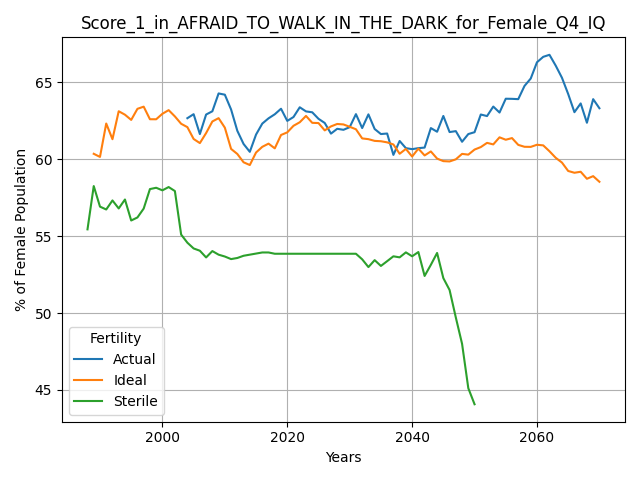 Score_1_in_AFRAID_TO_WALK_IN_THE_DARK_for_Female_Q4_IQ
% of Female Population
65
60
55
50
45
Fertility
Actual
Ideal
Sterile
2000 2020 2040 2060
Years